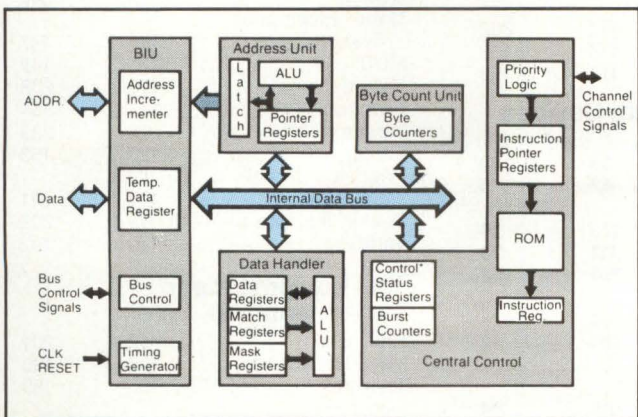 BIU
Address Incre-
menter
ADDR.
Temp.
Data
Register
Data
Bus
Control
Bus
Control
Signals
Timing
Generator
CLK
RESET
Address Unit
Latch
ALU
Pointer
Registers
Byte Count Unit
Byte
Counters
Internal Data Bus
Data Handler
Data
Registers
Match
Registers
Mask
Registers
ALU
Priority
Logic
Channel
Control
Signals
Instruction
Pointer
Registers
ROM
Instruction
Reg.
Control*
Status
Registers
Burst
Counters
Central Control